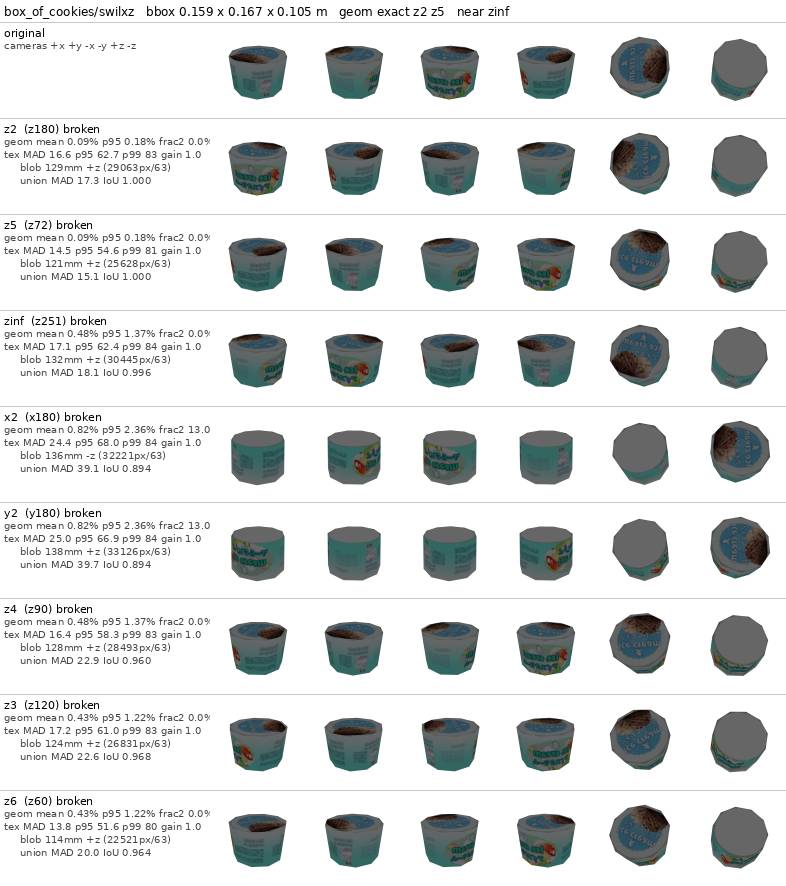 box_of_cookies/swilxz   bbox 0.159 x 0.167 x 0.105 m   geom exact z2 z5   near zinf
original
cameras +x +y -x -y +z -z
z2  (z180) broken
geom mean 0.09% p95 0.18% frac2 0.0%
tex MAD 16.6 p95 62.7 p99 83 gain 1.0
blob 129mm +z (29063px/63)
union MAD 17.3 IoU 1.000
z5  (z72) broken
geom mean 0.09% p95 0.18% frac2 0.0%
tex MAD 14.5 p95 54.6 p99 81 gain 1.0
blob 121mm +z (25628px/63)
union MAD 15.1 IoU 1.000
zinf  (z251) broken
geom mean 0.48% p95 1.37% frac2 0.0%
tex MAD 17.1 p95 62.4 p99 84 gain 1.0
blob 132mm +z (30445px/63)
union MAD 18.1 IoU 0.996
x2  (x180) broken
geom mean 0.82% p95 2.36% frac2 13.0
tex MAD 24.4 p95 68.0 p99 84 gain 1.0
blob 136mm -z (32221px/63)
union MAD 39.1 IoU 0.894
y2  (y180) broken
geom mean 0.82% p95 2.36% frac2 13.0
tex MAD 25.0 p95 66.9 p99 84 gain 1.0
blob 138mm +z (33126px/63)
union MAD 39.7 IoU 0.894
z4  (z90) broken
geom mean 0.48% p95 1.37% frac2 0.0%
tex MAD 16.4 p95 58.3 p99 83 gain 1.0
blob 128mm +z (28493px/63)
union MAD 22.9 IoU 0.960
z3  (z120) broken
geom mean 0.43% p95 1.22% frac2 0.0%
tex MAD 17.2 p95 61.0 p99 83 gain 1.0
blob 124mm +z (26831px/63)
union MAD 22.6 IoU 0.968
z6  (z60) broken
geom mean 0.43% p95 1.22% frac2 0.0%
tex MAD 13.8 p95 51.6 p99 80 gain 1.0
blob 114mm +z (22521px/63)
union MAD 20.0 IoU 0.964